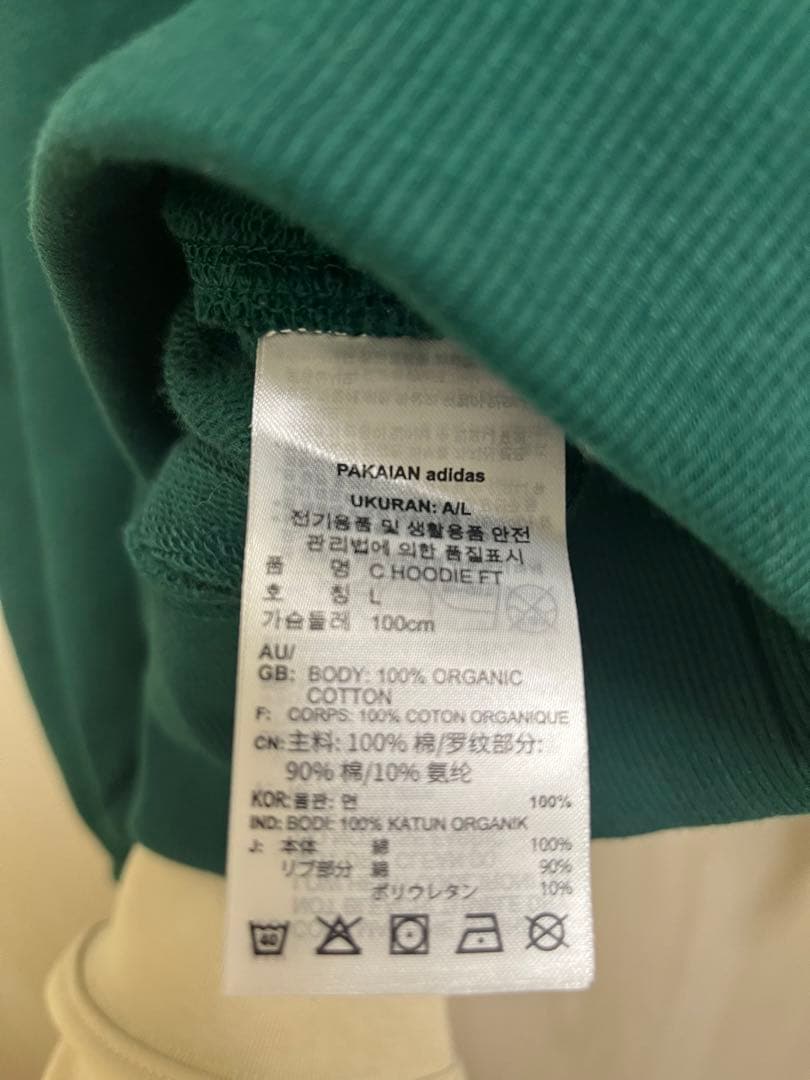 PAKAIAN adidas
UKURAN: A/L
전기용품 및 생활용품 안전
관리법에 의한 품질표시
품 명 C HOODIE FT
호 칭 L
가슴둘레 100cm
AU/
GB: BODY: 100% ORGANIC
COTTON
F: CORPS: 100% COTON ORGANIQUE
CN: 主料: 100% 棉/罗纹部分:
90% 棉/10% 氨纶
KOR: 몸판: 면 100%
IND: BODI: 100% KATUN ORGANIK
J: 本体 綿 100%
リブ部分 綿 90%
ポリウレタン 10%
40